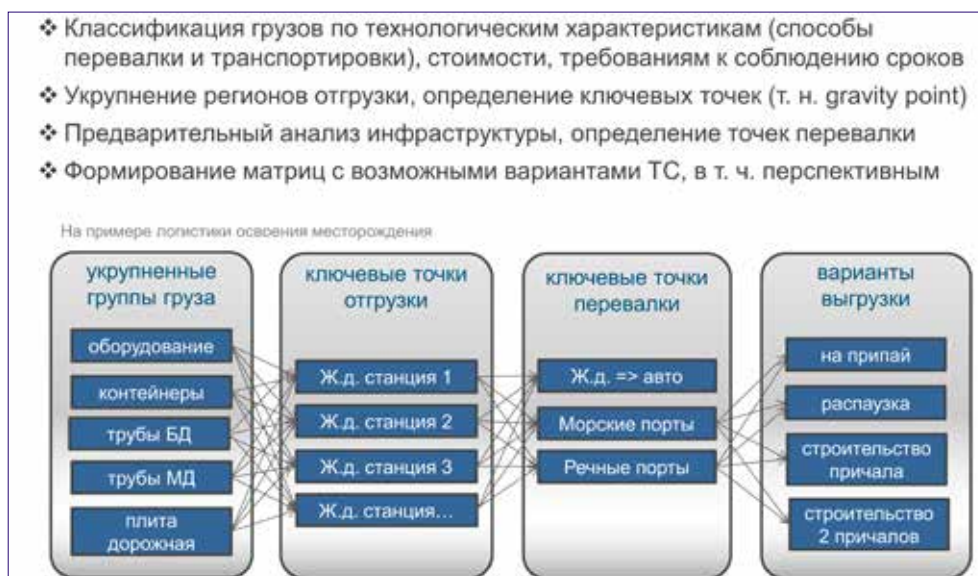 ❖ Классификация грузов по технологическим характеристикам (способы
перевалки и транспортировки), стоимости, требованиям к соблюдению сроков
❖ Укрупнение регионов отгрузки, определение ключевых точек (т. н. gravity point)
❖ Предварительный анализ инфраструктуры, определение точек перевалки
❖ Формирование матриц с возможными вариантами ТС, в т. ч. перспективным
На примере логистики освоения месторождения
укрупненные
группы груза
оборудование
контейнеры
трубы БД
трубы МД
плита
дорожная
ключевые точки
отгрузки
Ж.д. станция 1
Ж.д. станция 2
Ж.д. станция 3
Ж.д. станция...
ключевые точки
перевалки
Ж.д. => авто
Морские порты
Речные порты
варианты
выгрузки
на припай
распаузка
строительство
причала
строительство
2 причалов